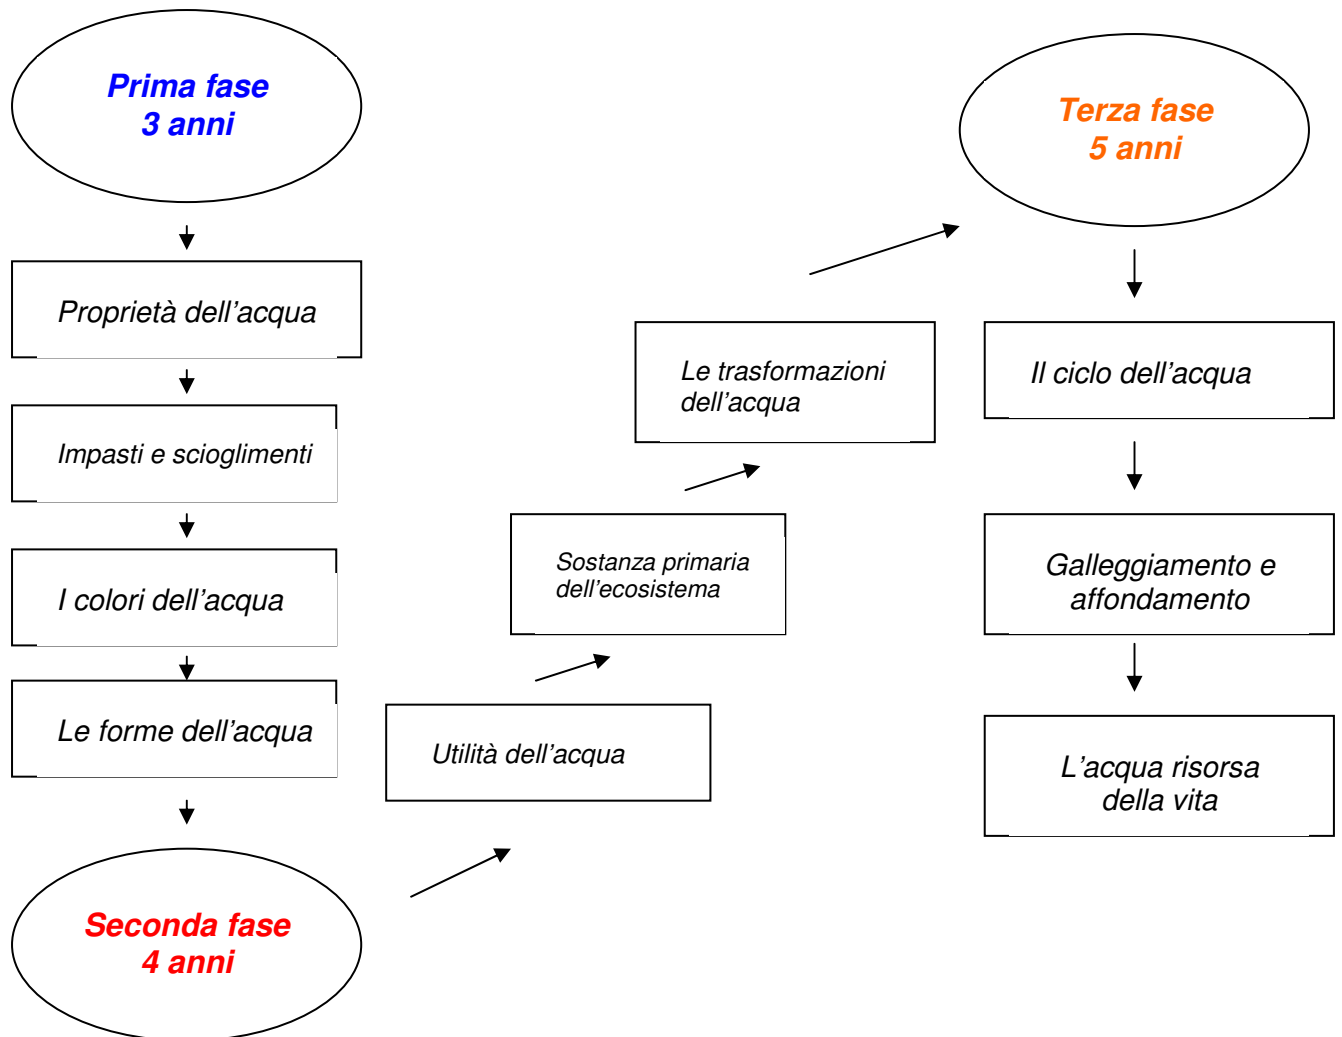 Prima fase
3 anni
Proprietà dell’acqua
Impasti e scioglimenti
I colori dell’acqua
Le forme dell’acqua
Seconda fase
4 anni
Utilità dell’acqua
Sostanza primaria
dell’ecosistema
Le trasformazioni
dell’acqua
Terza fase
5 anni
Il ciclo dell’acqua
Galleggiamento e
affondamento
L’acqua risorsa
della vita